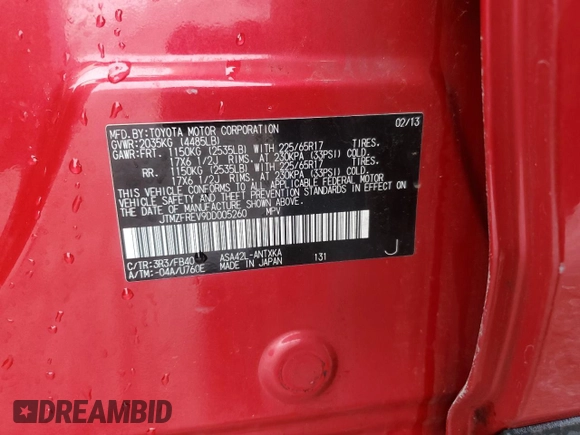 MFD.BY:TOYOTA MOTOR CORPORATION 02/13
GVWR:2035KG (4485LB)
GAWR:FRT. 1150KG (2535LB) WITH 225/65R17 TIRES.
17X6 1/2J RIMS. AT 230KPA (33PSI) COLD.
RR. 1150KG (2535LB) WITH 225/65R17 TIRES.
17X6 1/2J RIMS. AT 230KPA (33PSI) COLD.
THIS VEHICLE CONFORMS TO ALL APPLICABLE FEDERAL MOTOR
VEHICLE SAFETY AND THEFT PREVENTION STANDARDS IN
EFFECT ON THE DATE OF MANUFACTURE SHOWN ABOVE.
JTMZFREV9DD005260 MPV
J
C/TR:3R3/FB40 ASA42L-ANTXKA 131
A/TM:-04A/U760E MADE IN JAPAN
DREAMBID